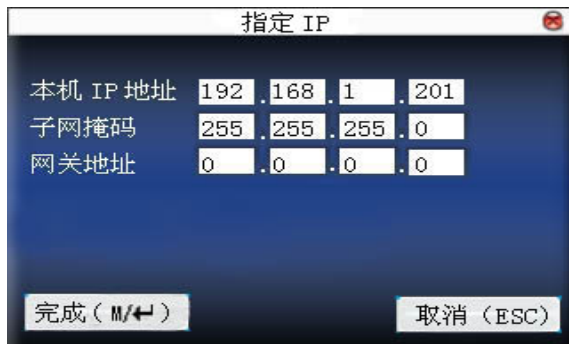 指定 IP
本机 IP 地址 192 .168 .1 .201
子网掩码 255 .255 .255 .0
网关地址 0 .0 .0 .0
完成(M/↵) 取消 (ESC)